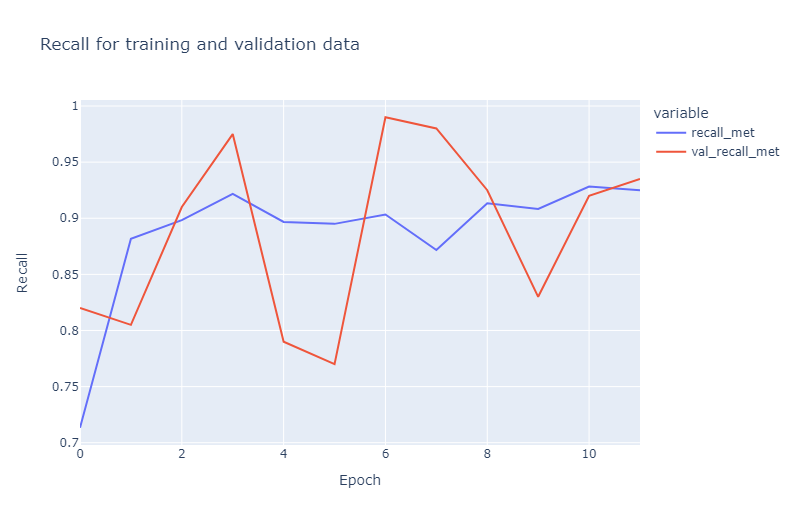 Recall for training and validation data
variable
recall_met
val_recall_met
1
0.95
0.9
0.85
0.8
0.75
0.7
Recall
0 2 4 6 8 10
Epoch